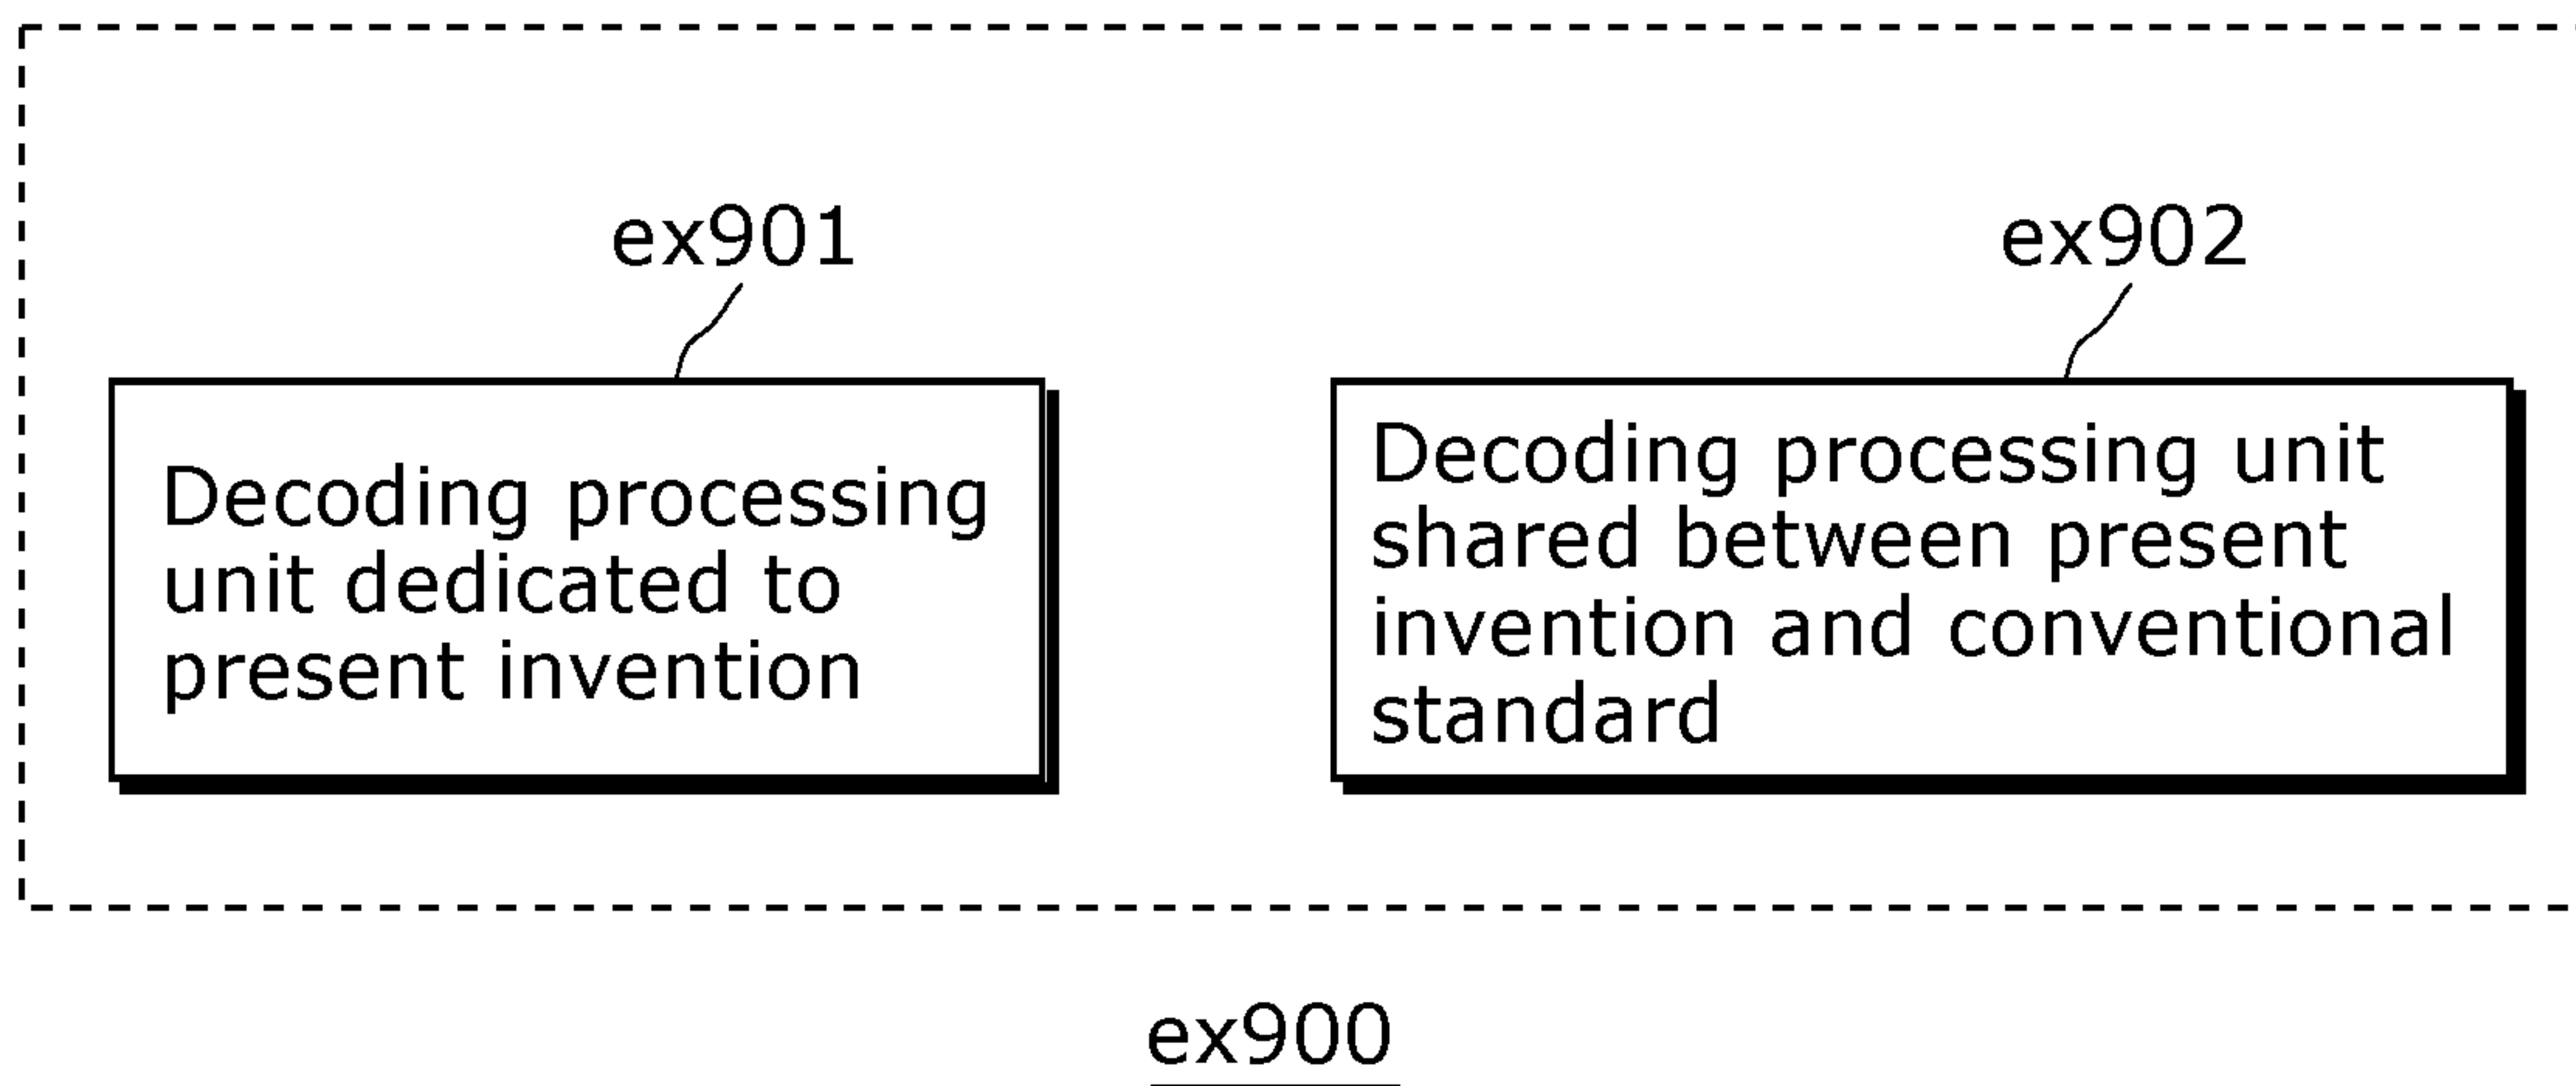 ex901
ex902
Decoding processing
unit dedicated to
present invention
Decoding processing unit
shared between present
invention and conventional
standard
ex900